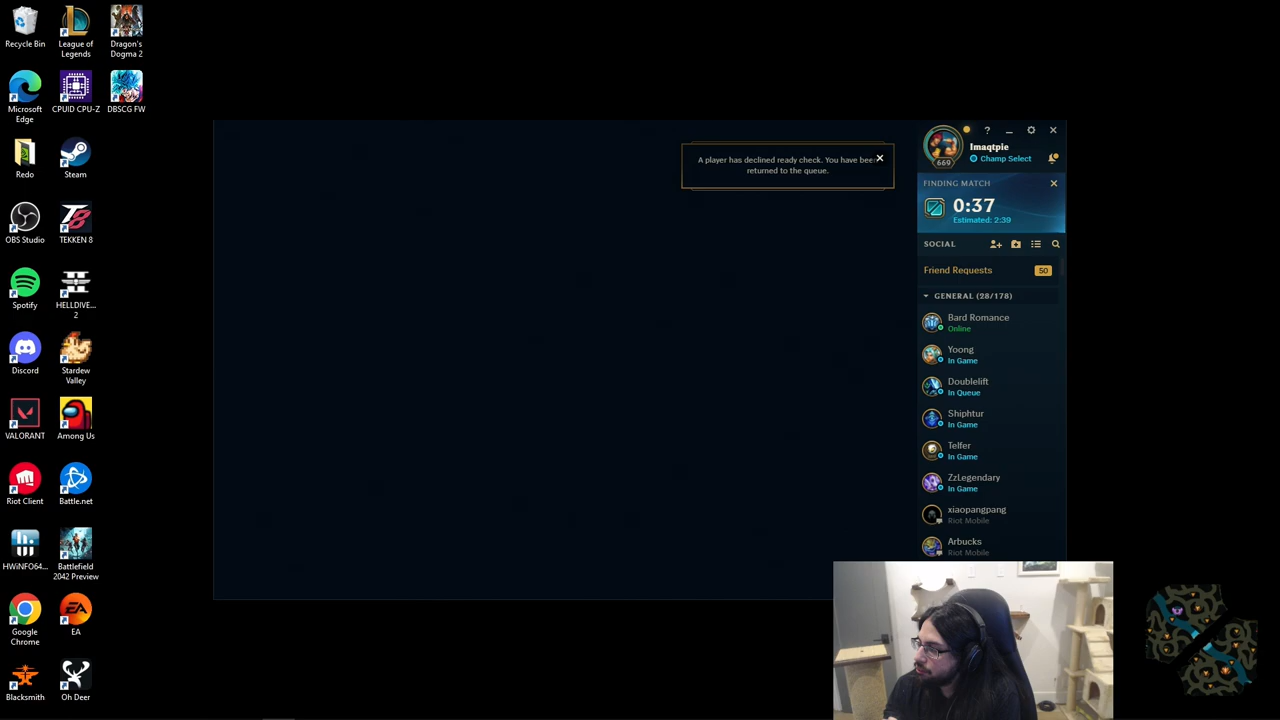 Recycle Bin
League of
Legends
Dragon's
Dogma 2
Microsoft
Edge
CPUID CPU-Z
DBSCG FW
Redo
Steam
OBS Studio
TEKKEN 8
Spotify
HELLDIVE...
2
Discord
Stardew
Valley
VALORANT
Among Us
Riot Client
Battle.net
HWiNFO64...
Battlefield
2042 Preview
Google
Chrome
EA
Blacksmith
Oh Deer
A player has declined ready check. You have been
returned to the queue.
Imaqtpie
669
Champ Select
FINDING MATCH
0:37
Estimated: 2:39
SOCIAL
Friend Requests
50
GENERAL (28/178)
Bard Romance
Online
Yoong
In Game
Doublelift
In Queue
Shiphtur
In Game
Telfer
In Game
ZzLegendary
In Game
xiaopangpang
Riot Mobile
Arbucks
Riot Mobile